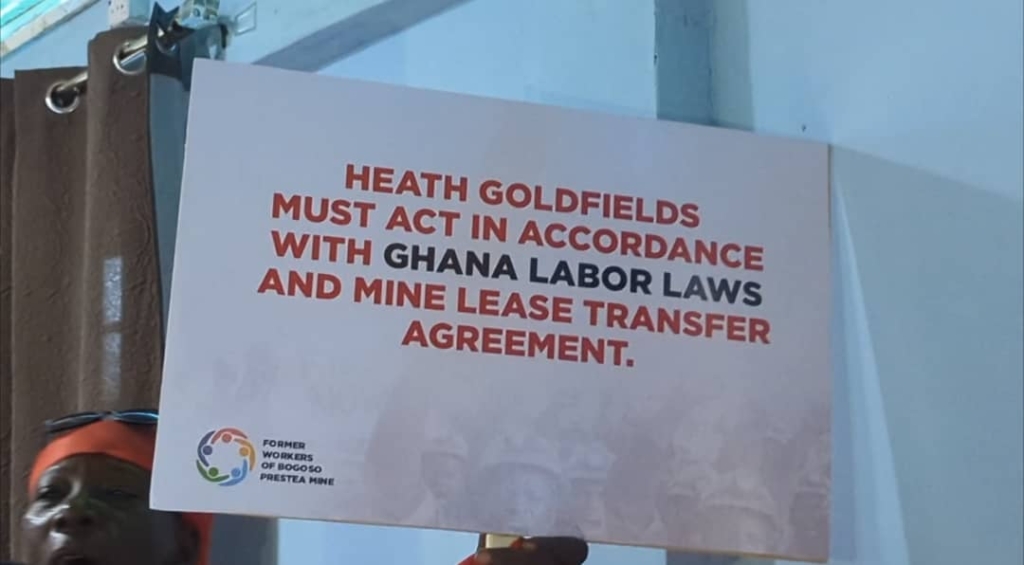 HEATH GOLDFIELDS
MUST ACT IN ACCORDANCE
WITH GHANA LABOR LAWS
AND MINE LEASE TRANSFER
AGREEMENT.
FORMER
WORKERS
OF BOGOSO
PRESTEA MINE